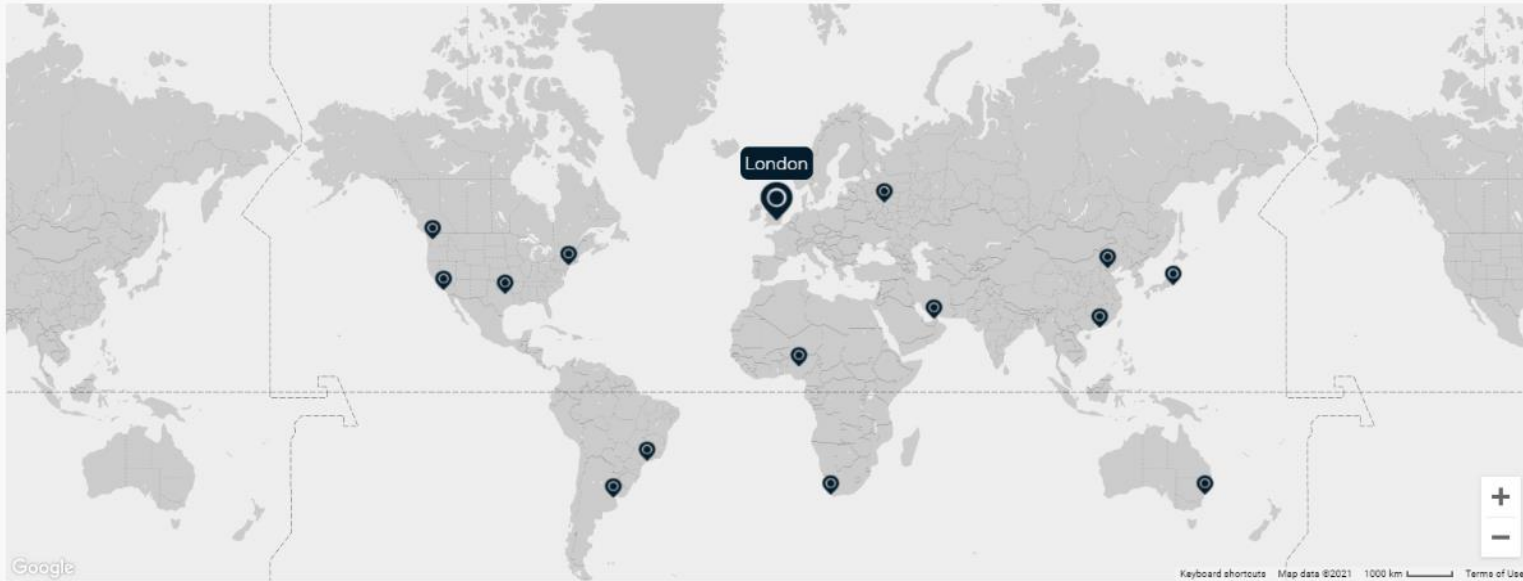 London
+
−
Google
Keyboard shortcuts Map data ©2021 1000 km Terms of Use